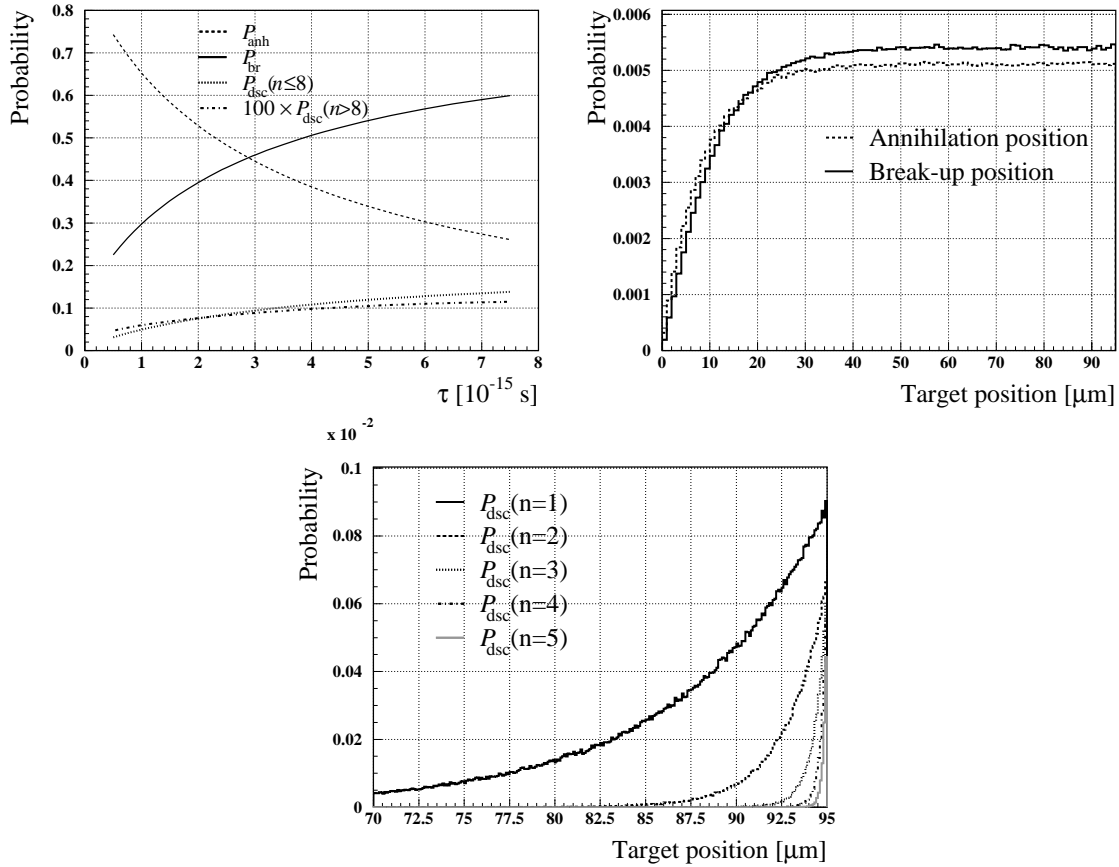 Probability
0.8
0.7
0.6
0.5
0.4
0.3
0.2
0.1
0
P_anh
P_br
P_dsc(n≤8)
100 × P_dsc(n>8)
0 1 2 3 4 5 6 7 8
τ [10^-15 s]
Probability
0.006
0.005
0.004
0.003
0.002
0.001
0
Annihilation position
Break-up position
0 10 20 30 40 50 60 70 80 90
Target position [μm]
x 10^-2
Probability
0.1
0.08
0.06
0.04
0.02
0
P_dsc(n=1)
P_dsc(n=2)
P_dsc(n=3)
P_dsc(n=4)
P_dsc(n=5)
70 72.5 75 77.5 80 82.5 85 87.5 90 92.5 95
Target position [μm]